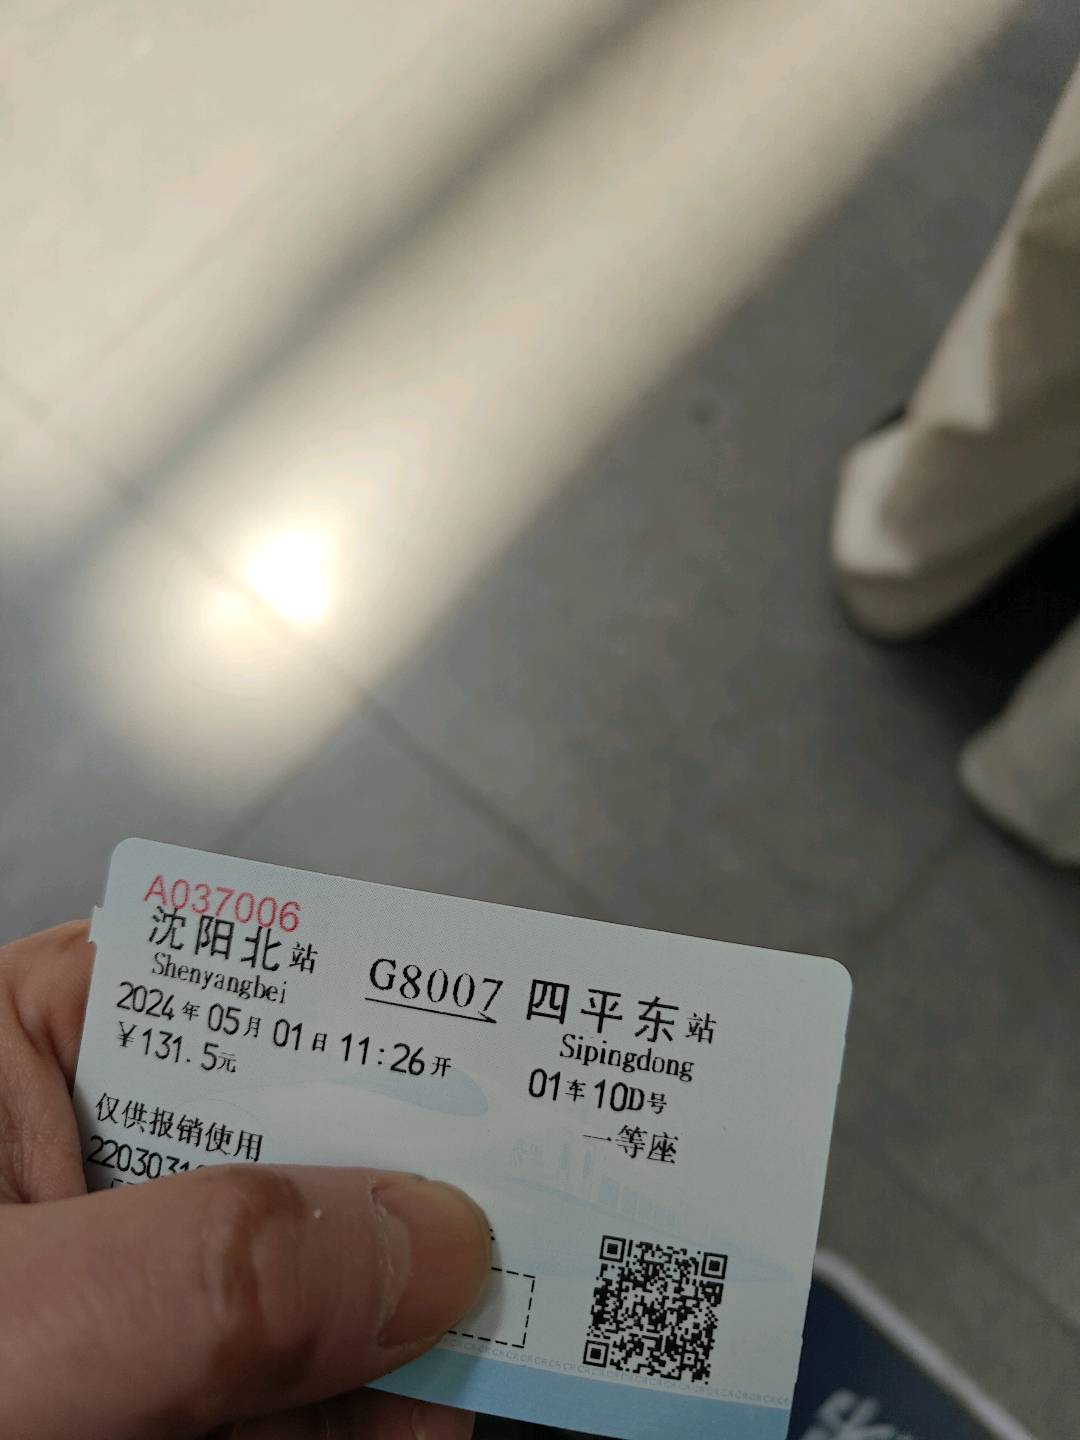 A037006
沈阳北站 G8007 四平东站
Shenyangbei Sipingdong
2024年05月01日11:26开 01车10D号
¥131.5元 一等座
仅供报销使用
2203031